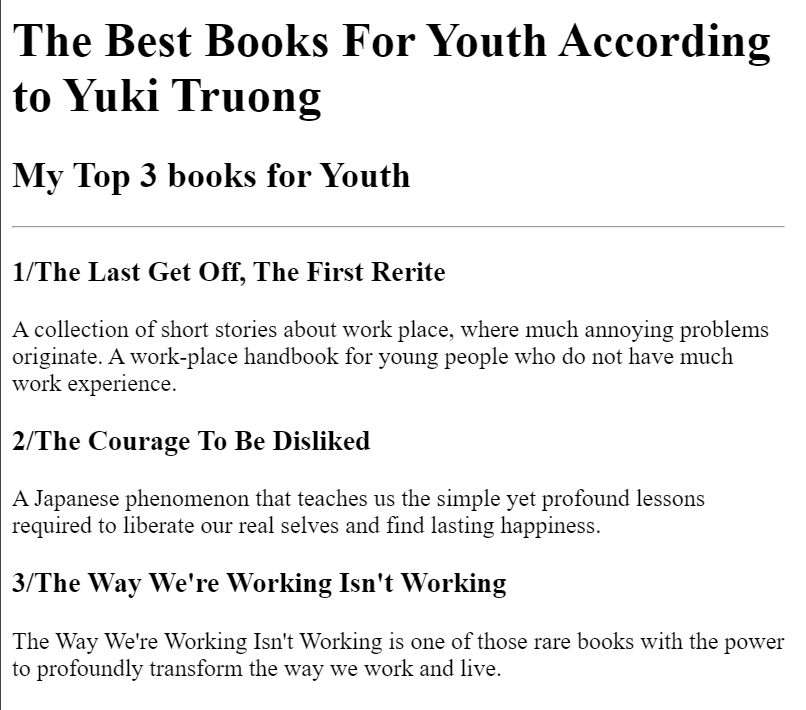 The Best Books For Youth According
to Yuki Truong
My Top 3 books for Youth
1/The Last Get Off, The First Rerite
A collection of short stories about work place, where much annoying problems
originate. A work-place handbook for young people who do not have much
work experience.
2/The Courage To Be Disliked
A Japanese phenomenon that teaches us the simple yet profound lessons
required to liberate our real selves and find lasting happiness.
3/The Way We're Working Isn't Working
The Way We're Working Isn't Working is one of those rare books with the power
to profoundly transform the way we work and live.